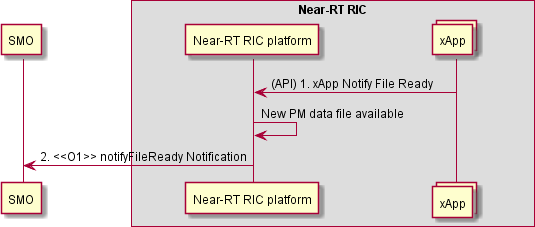 Near-RT RIC
SMO
Near-RT RIC platform
xApp
(API) 1. xApp Notify File Ready
New PM data file available
2. <<O1>> notifyFileReady Notification
SMO
Near-RT RIC platform
xApp